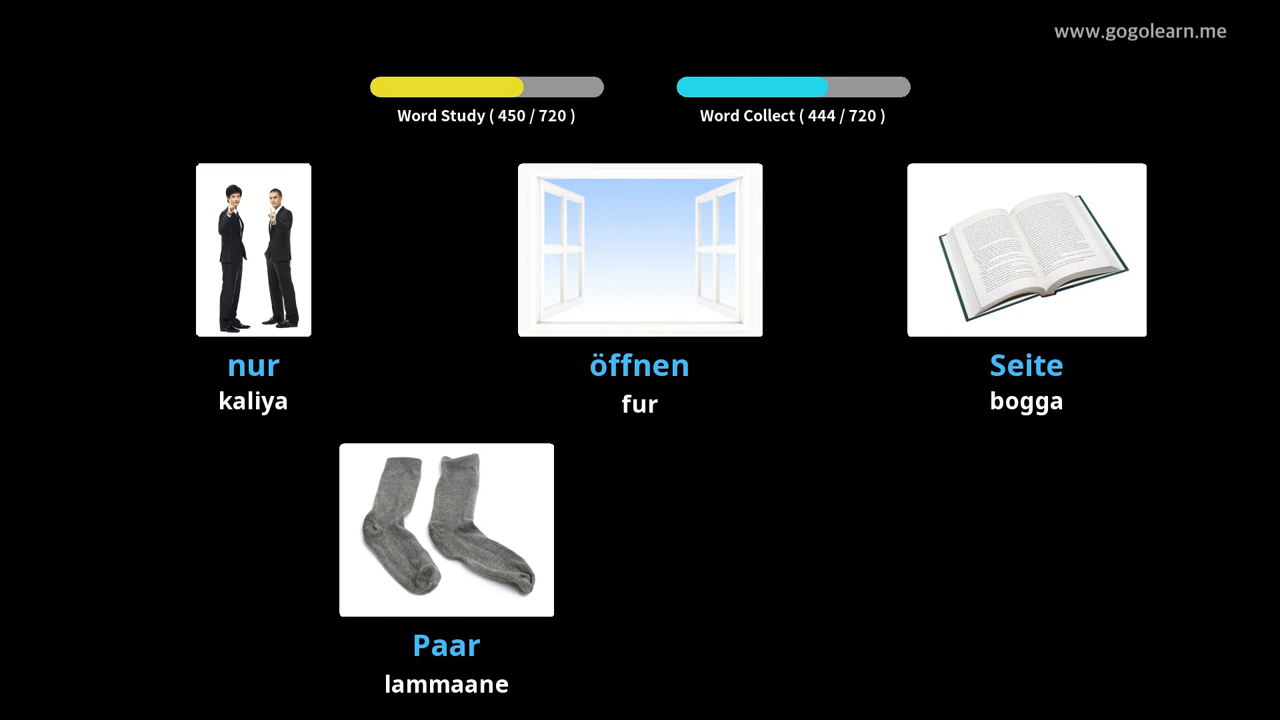 www.gogolearn.me
Word Study ( 450 / 720 )
Word Collect ( 444 / 720 )
nur
kaliya
öffnen
fur
Seite
bogga
Paar
lammaane